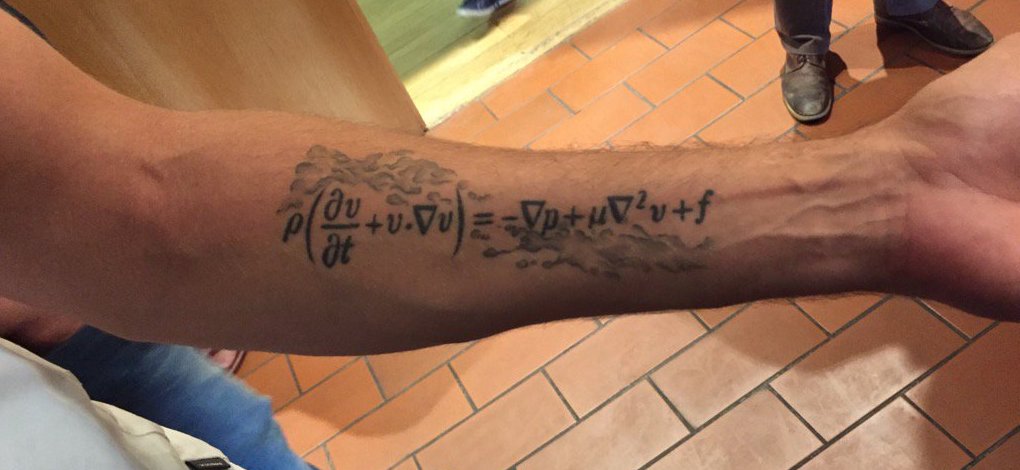 ρ(∂v/∂t + v·∇v) = -∇p + μ∇²v + f